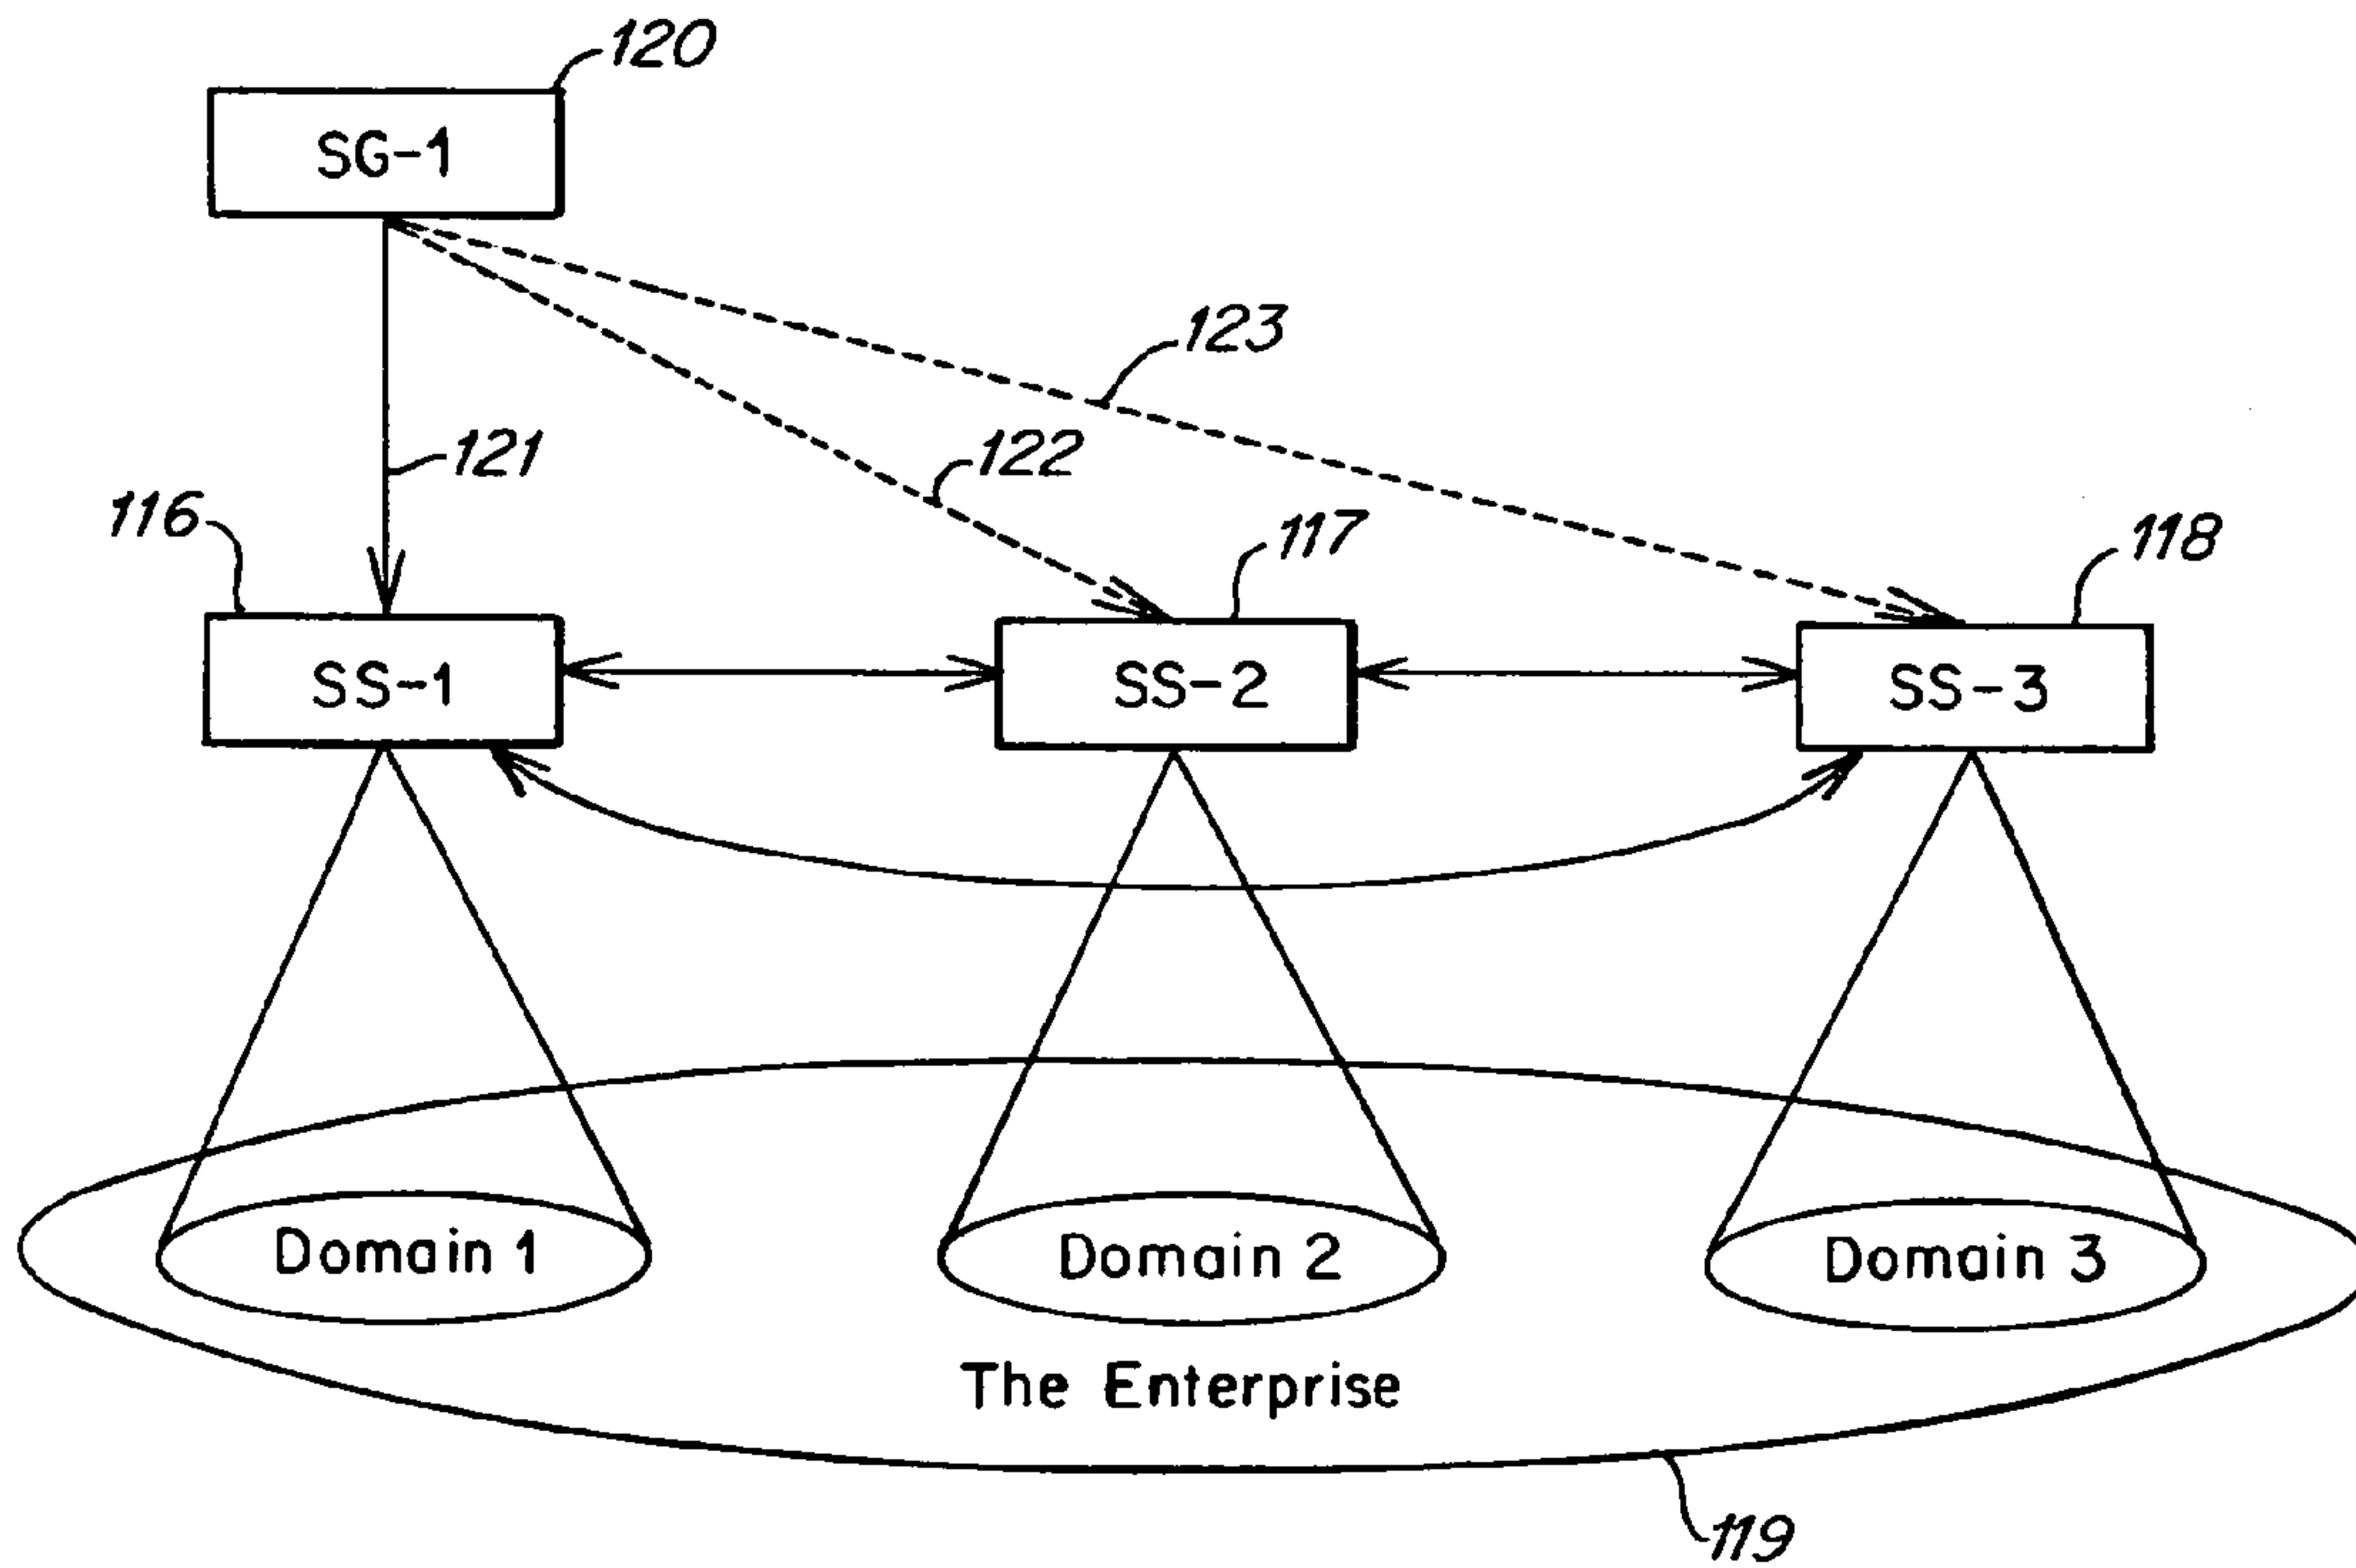 120
SG-1
123
122
121
116
117
118
SS-1
SS-2
SS-3
Domain 1
Domain 2
Domain 3
The Enterprise
119